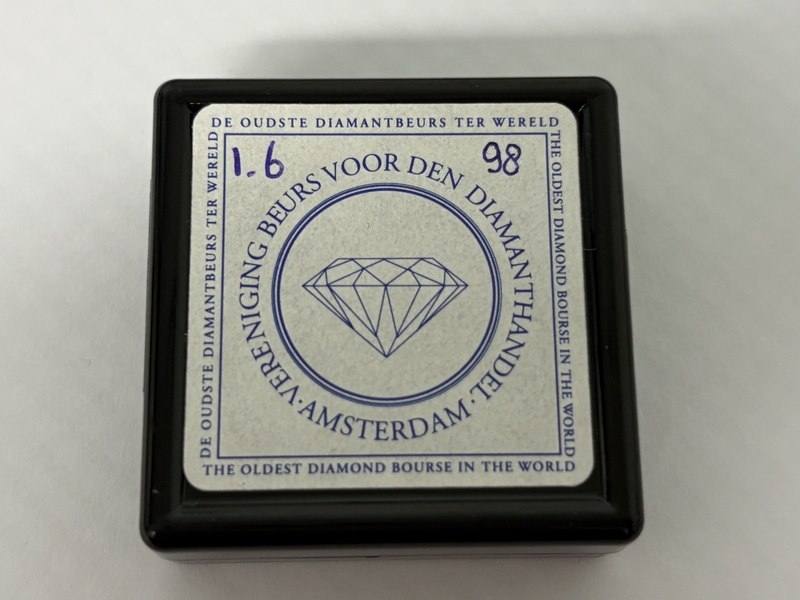 DE OUDSTE DIAMANTBEURS TER WERELD
THE OLDEST DIAMOND BOURSE IN THE WORLD
DE OUDSTE DIAMANTBEURS TER WERELD
1.6
98
VERENIGING BEURS VOOR DEN DIAMANTHANDEL
· AMSTERDAM ·
THE OLDEST DIAMOND BOURSE IN THE WORLD